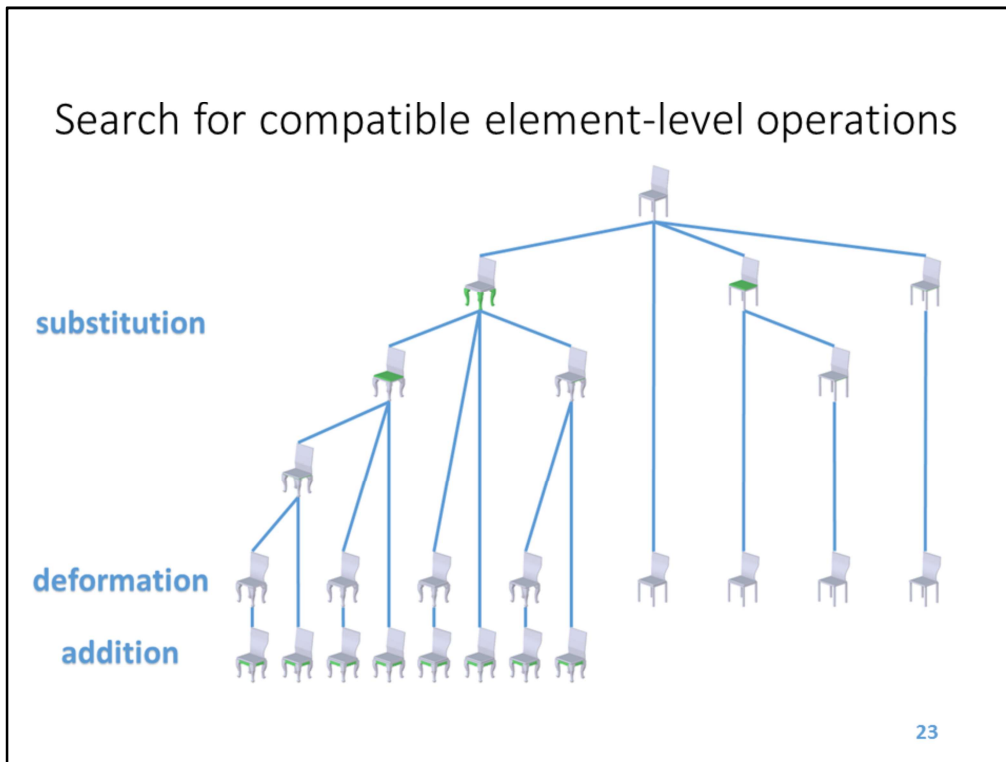 Search for compatible element-level operations
substitution
deformation
addition
23